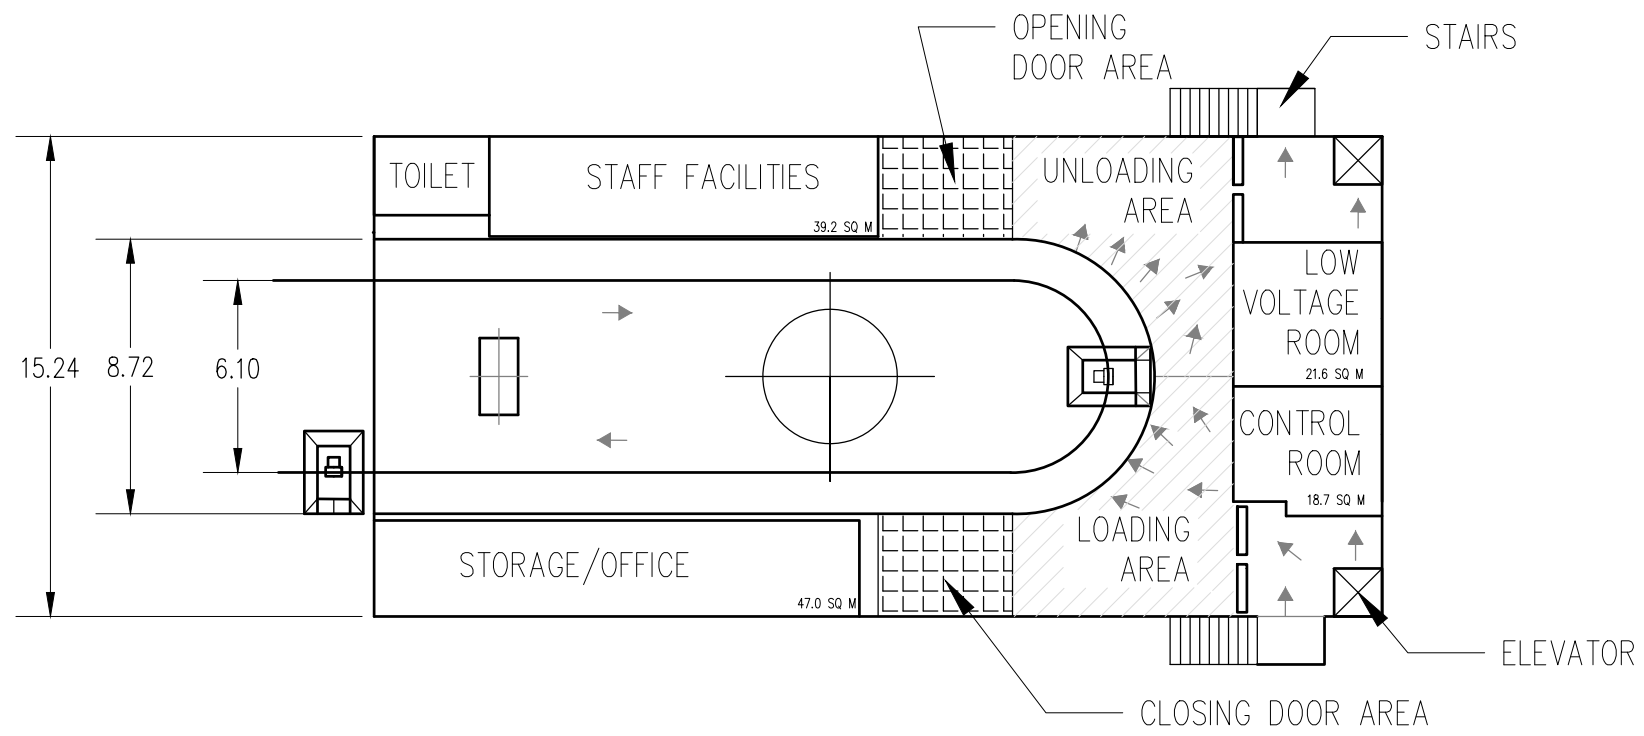 OPENING
DOOR AREA
STAIRS
TOILET
STAFF FACILITIES
39.2 SQ M
UNLOADING
AREA
LOW
VOLTAGE
ROOM
21.6 SQ M
15.24
8.72
6.10
CONTROL
ROOM
18.7 SQ M
LOADING
AREA
STORAGE/OFFICE
47.0 SQ M
ELEVATOR
CLOSING DOOR AREA